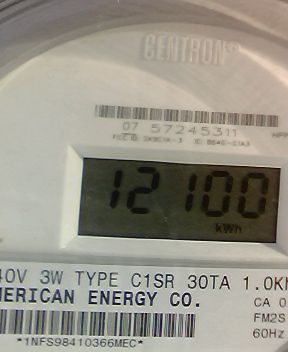 CENTRON®
07 57245311
12100
kWh
40V 3W TYPE C1SR 30TA 1.0K
MERICAN ENERGY CO.
CA 0
FM2S
60Hz
*1NFS98410366MEC*